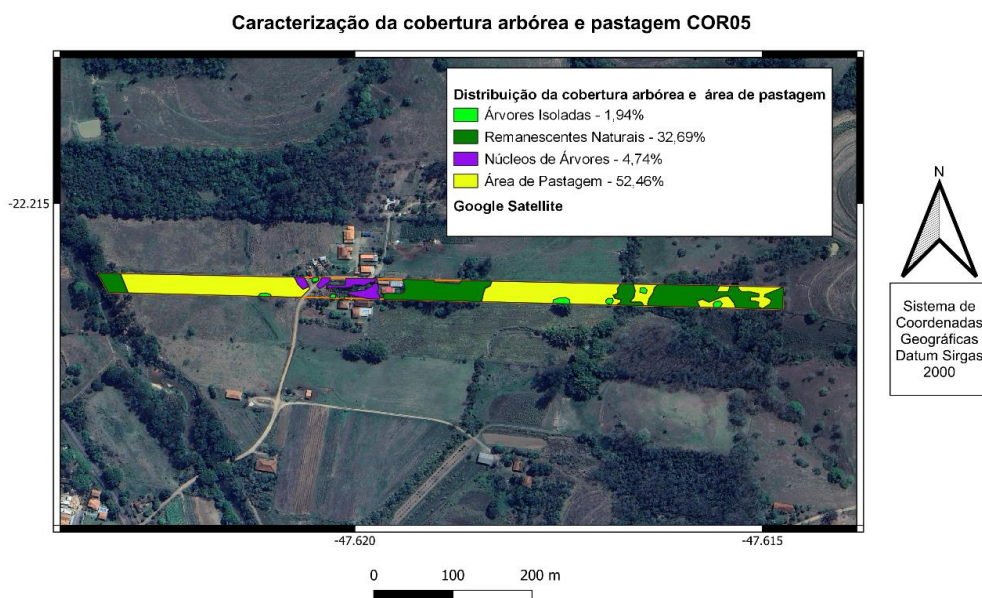 Caracterização da cobertura arbórea e pastagem COR05
Distribuição da cobertura arbórea e área de pastagem
Árvores Isoladas - 1,94%
Remanescentes Naturais - 32,69%
Núcleos de Árvores - 4,74%
Área de Pastagem - 52,46%
Google Satellite
-22.215
N
Sistema de
Coordenadas
Geográficas
Datum Sirgas
2000
-47.620
-47.615
0 100 200 m